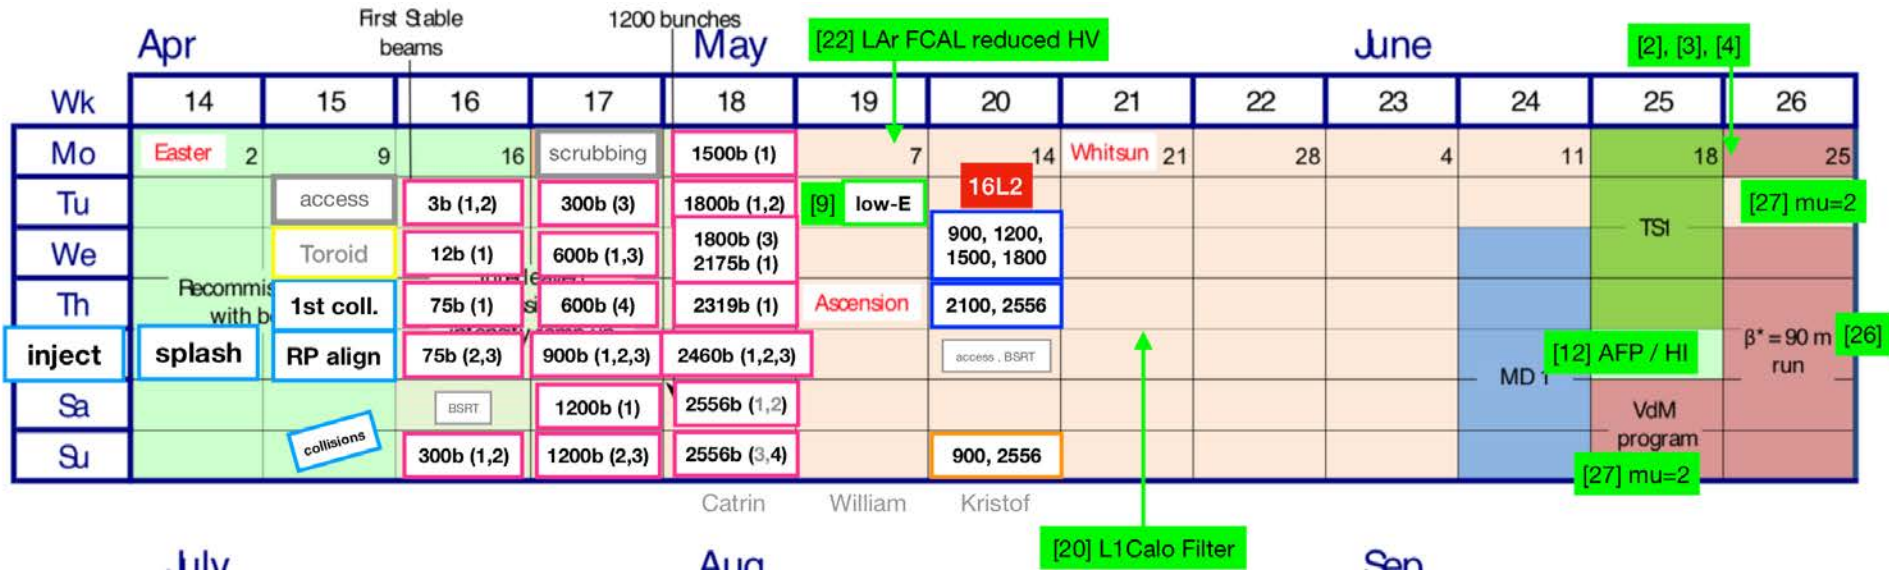 First Stable
beams
1200 bunches
Apr
May
June
[22] LAr FCAL reduced HV
[2], [3], [4]
Wk 14 15 16 17 18 19 20 21 22 23 24 25 26
Mo Easter 2 9 16 scrubbing 1500b (1) 7 14 Whitsun 21 28 4 11 18 25
16L2
Tu access 3b (1,2) 300b (3) 1800b (1,2) [9] low-E [27] mu=2
TS1
We Toroid 12b (1) 600b (1,3) 1800b (3)
2175b (1)
900, 1200,
1500, 1800
Recommis
with b
Th 1st coll. 75b (1) 600b (4) 2319b (1) Ascension 2100, 2556
inject splash RP align 75b (2,3) 900b (1,2,3) 2460b (1,2,3) access , BSRT [12] AFP / HI
β* = 90 m
run
[26]
MD 1
Sa BSRT 1200b (1) 2556b (1,2)
VdM
program
Su collisions 300b (1,2) 1200b (2,3) 2556b (3,4) 900, 2556
[27] mu=2
Catrin William Kristof
[20] L1Calo Filter
July Aug Sep